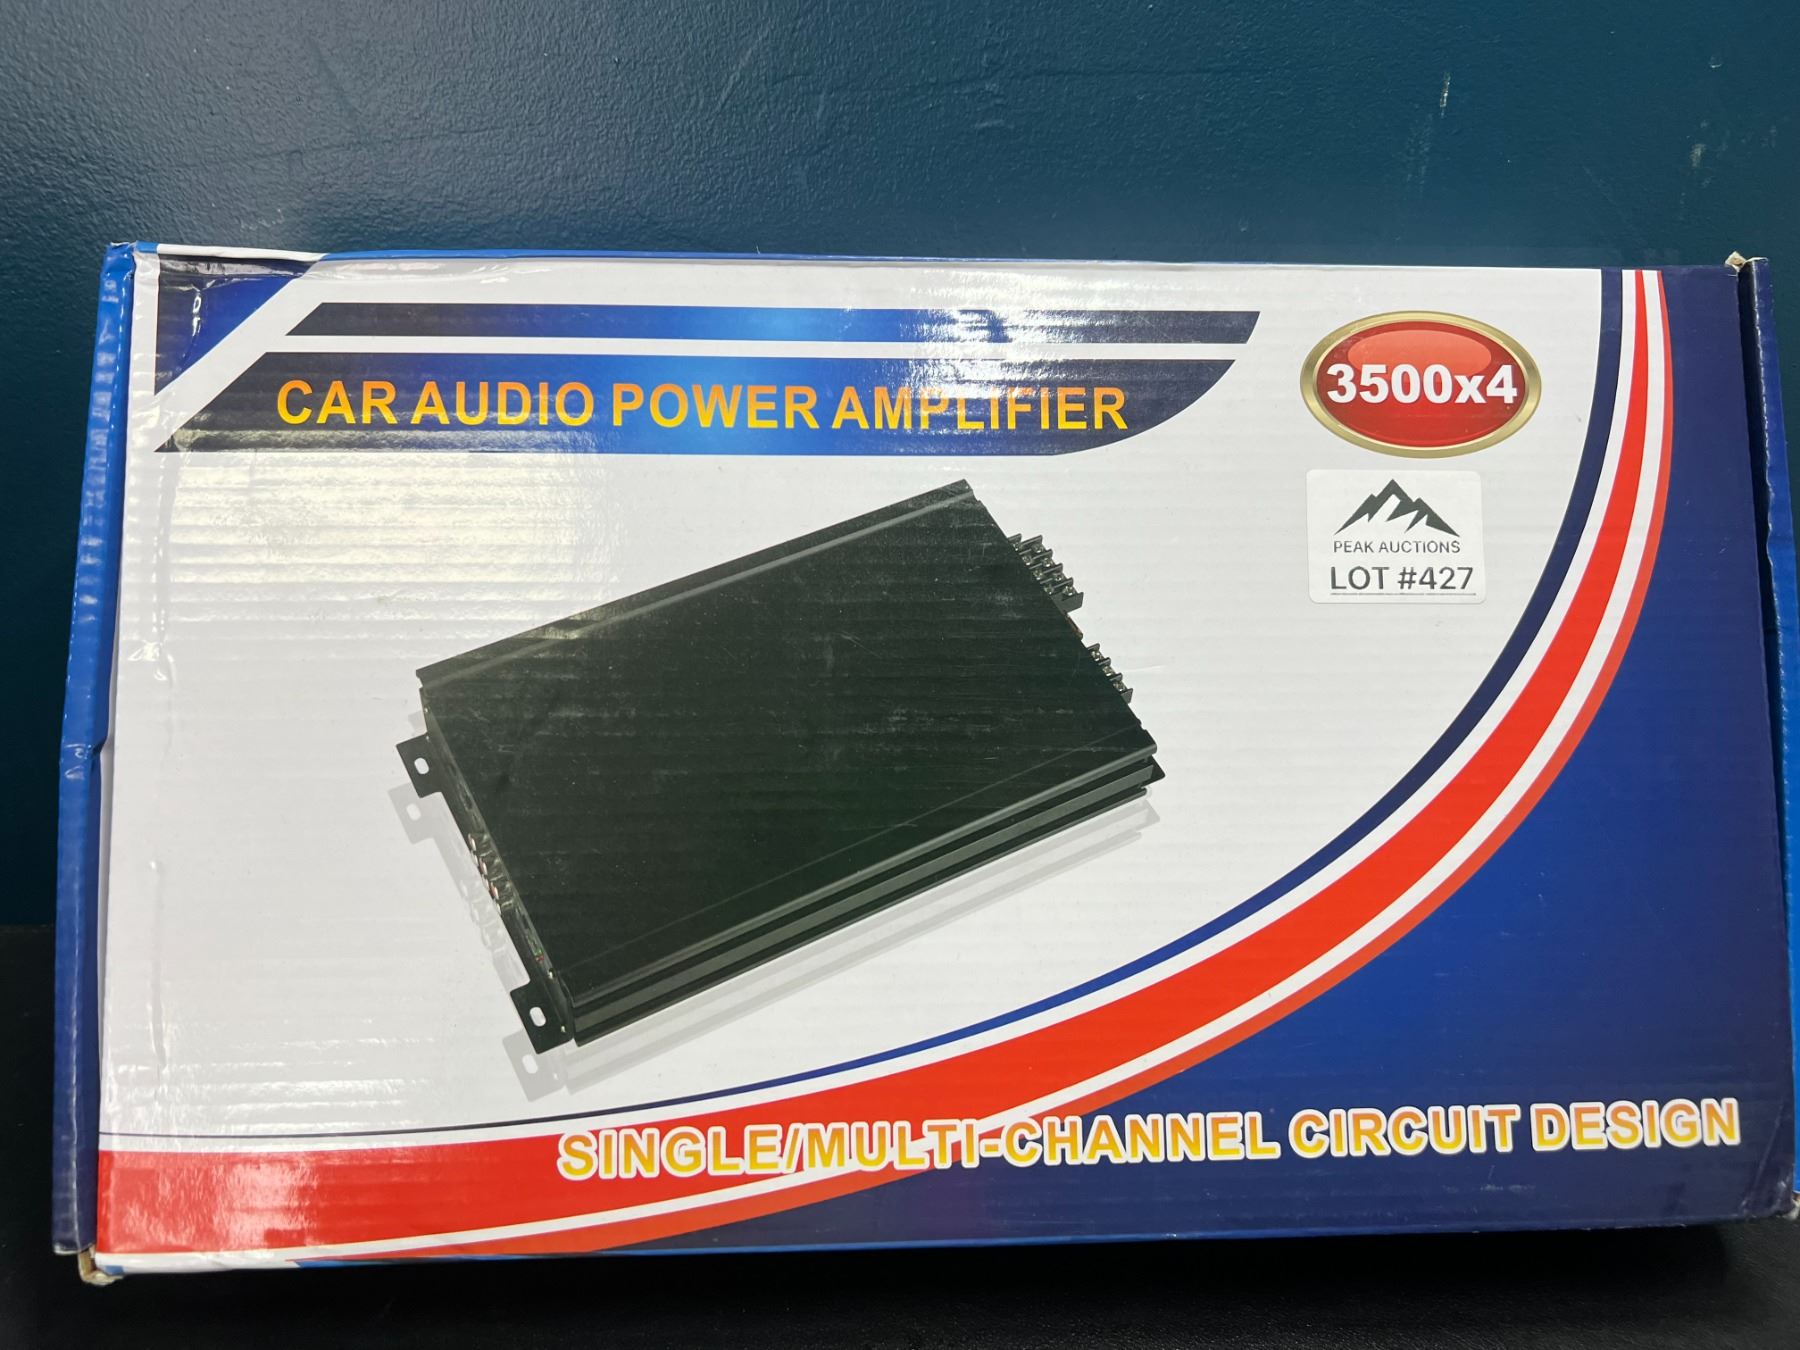 CAR AUDIO POWER AMPLIFIER
3500x4
PEAK AUCTIONS
LOT #427
SINGLE/MULTI-CHANNEL CIRCUIT DESIGN